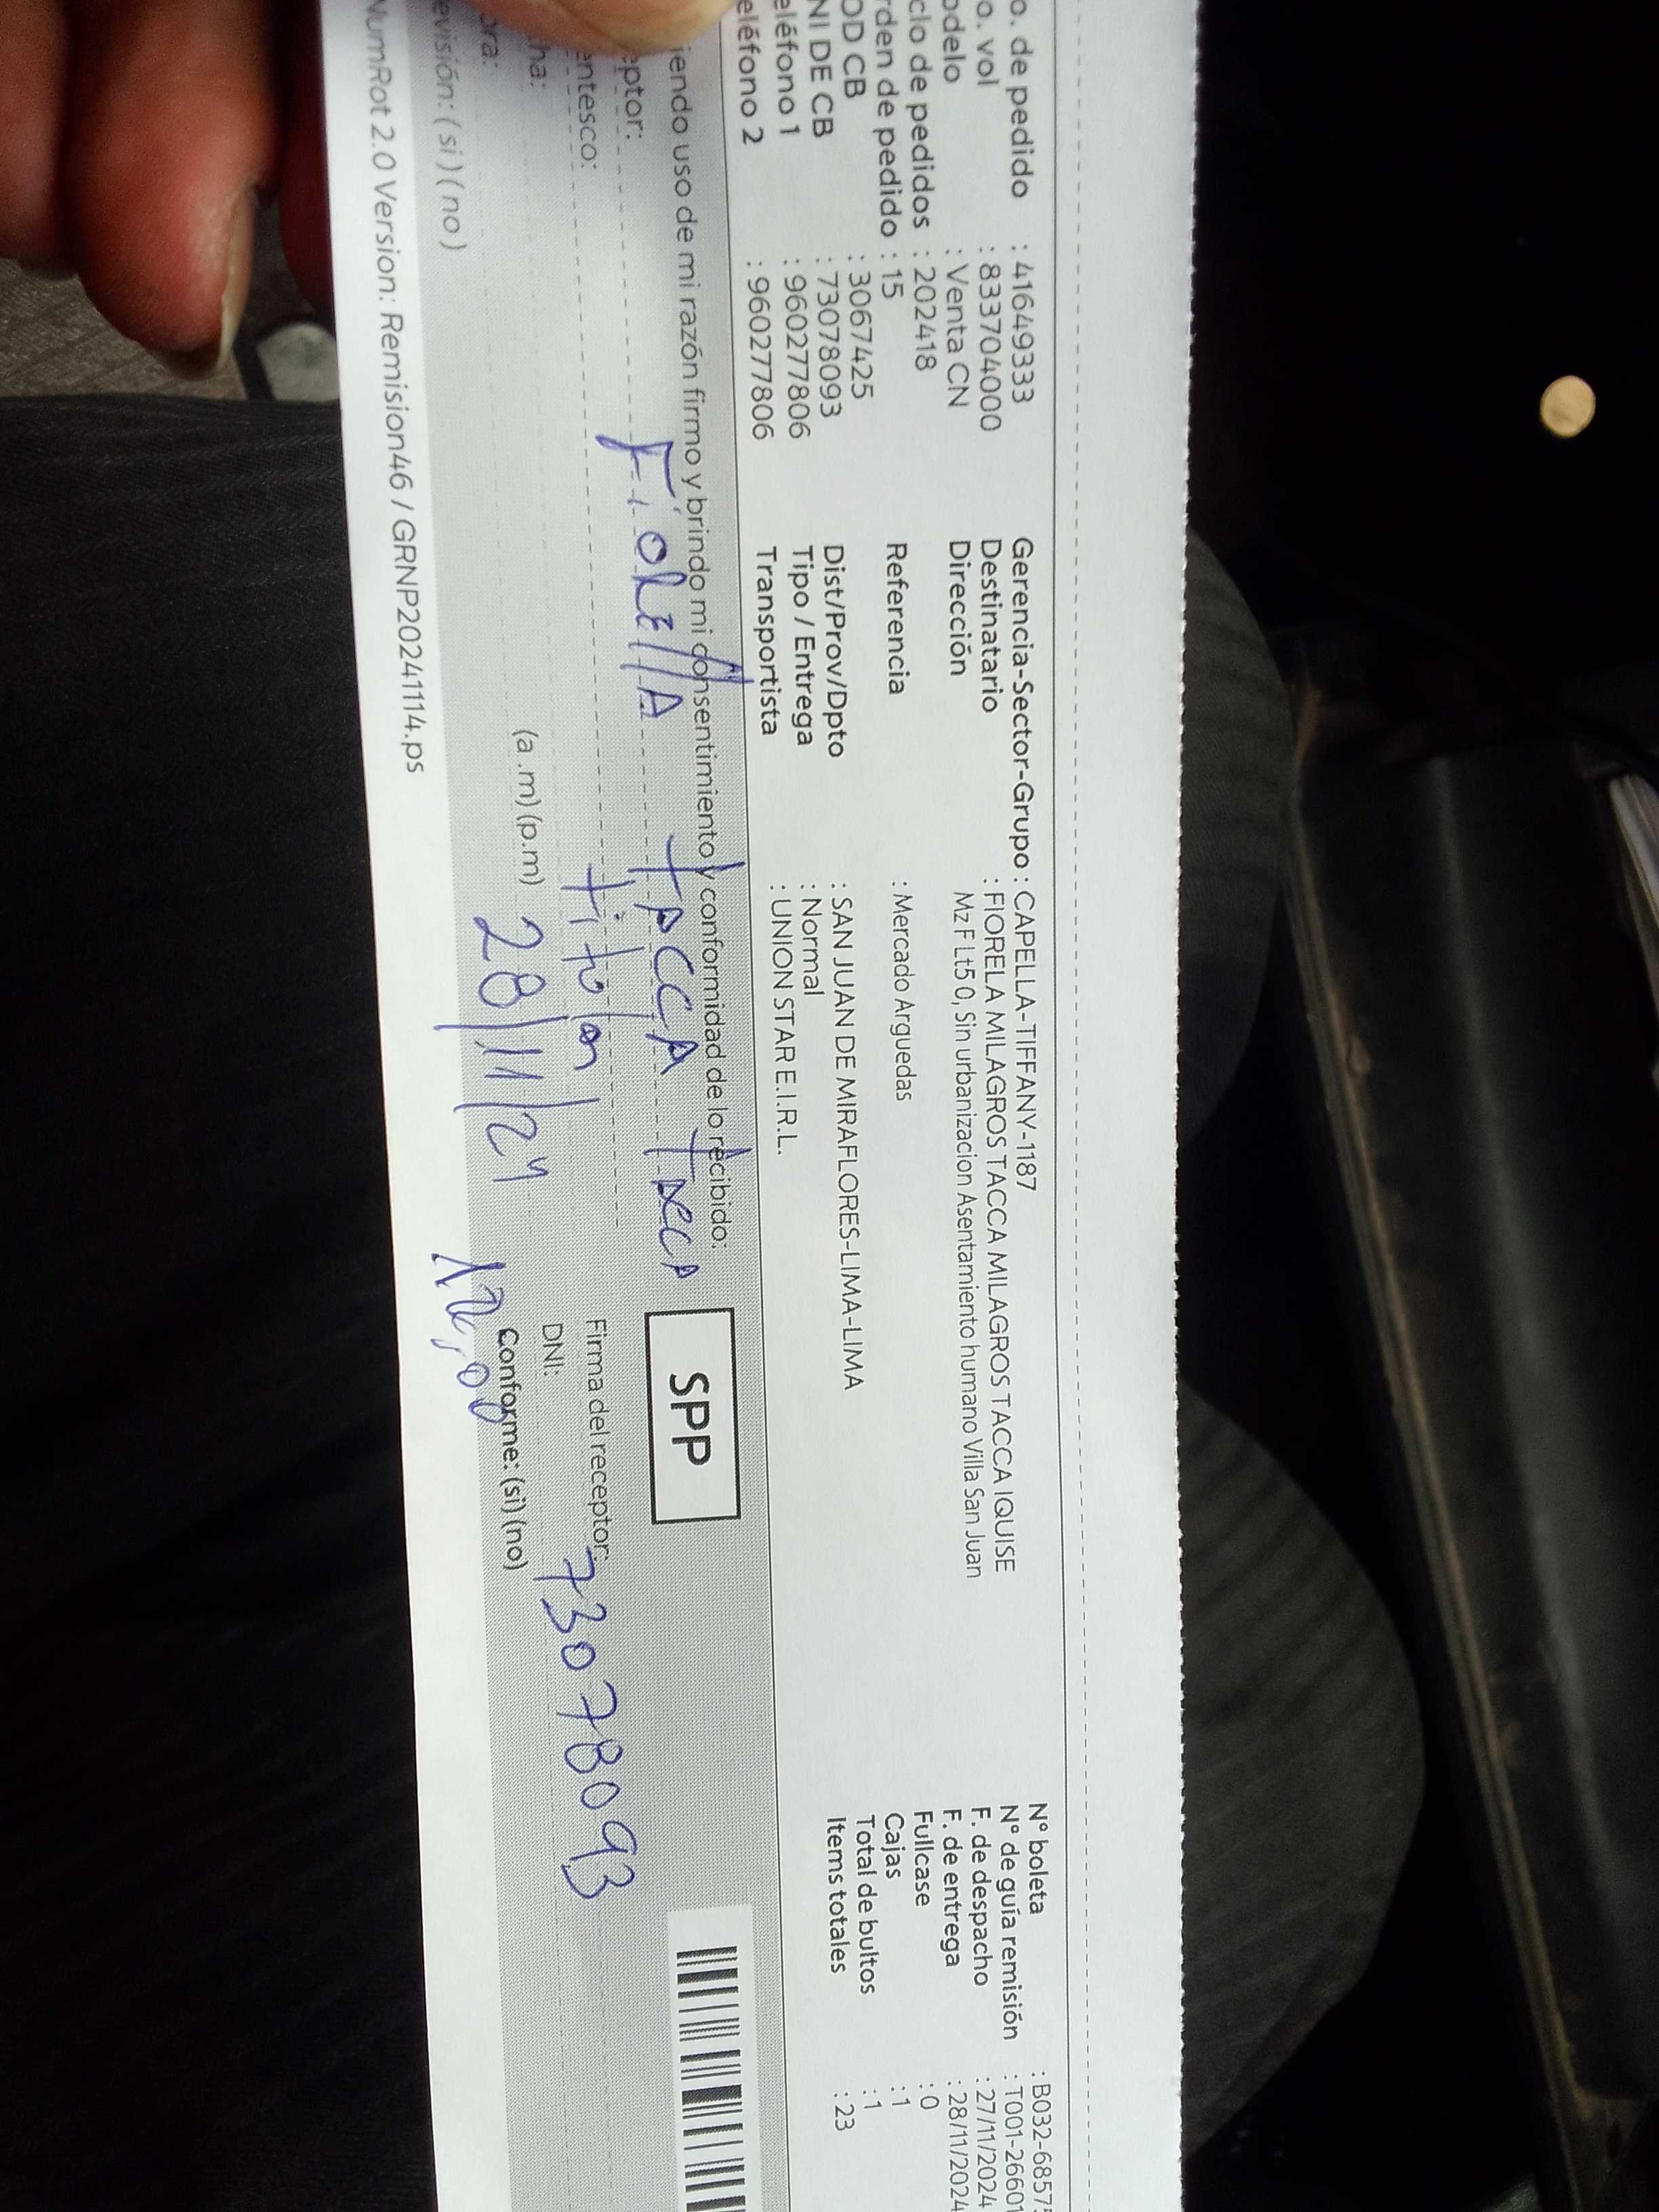 o. de pedido : 41649333 Gerencia-Sector-Grupo : CAPELLA-TIFFANY-1187 N° boleta : B032-6857
o. vol : 833704000 Destinatario : FIORELA MILAGROS TACCA MILAGROS TACCA IQUISE N° de guía remisión : T001-26601
odelo : Venta CN Dirección Mz F Lt5 0, Sin urbanizacion Asentamiento humano Villa San Juan F. de despacho : 27/11/2024
clo de pedidos : 202418 F. de entrega : 28/11/2024
rden de pedido : 15 Referencia : Mercado Arguedas Fullcase : 0
OD CB : 3067425 Cajas : 1
NI DE CB : 73078093 Dist/Prov/Dpto : SAN JUAN DE MIRAFLORES-LIMA-LIMA Total de bultos : 1
eléfono 1 : 960277806 Tipo / Entrega : Normal Items totales : 23
eléfono 2 : 960277806 Transportista : UNION STAR E.I.R.L.
iendo uso de mi razón firmo y brindo mi consentimiento y conformidad de lo recibido:
eptor: FiorEllA TACCA TACCA SPP
entesco: titular Firma del receptor: 73078093
ha: 28/11/24 DNI:
ora: (a .m) (p.m) Conforme: (si) (no)
evisión: ( si ) ( no )
NumRot 2.0 Version: Remision46 / GRNP20241114.ps